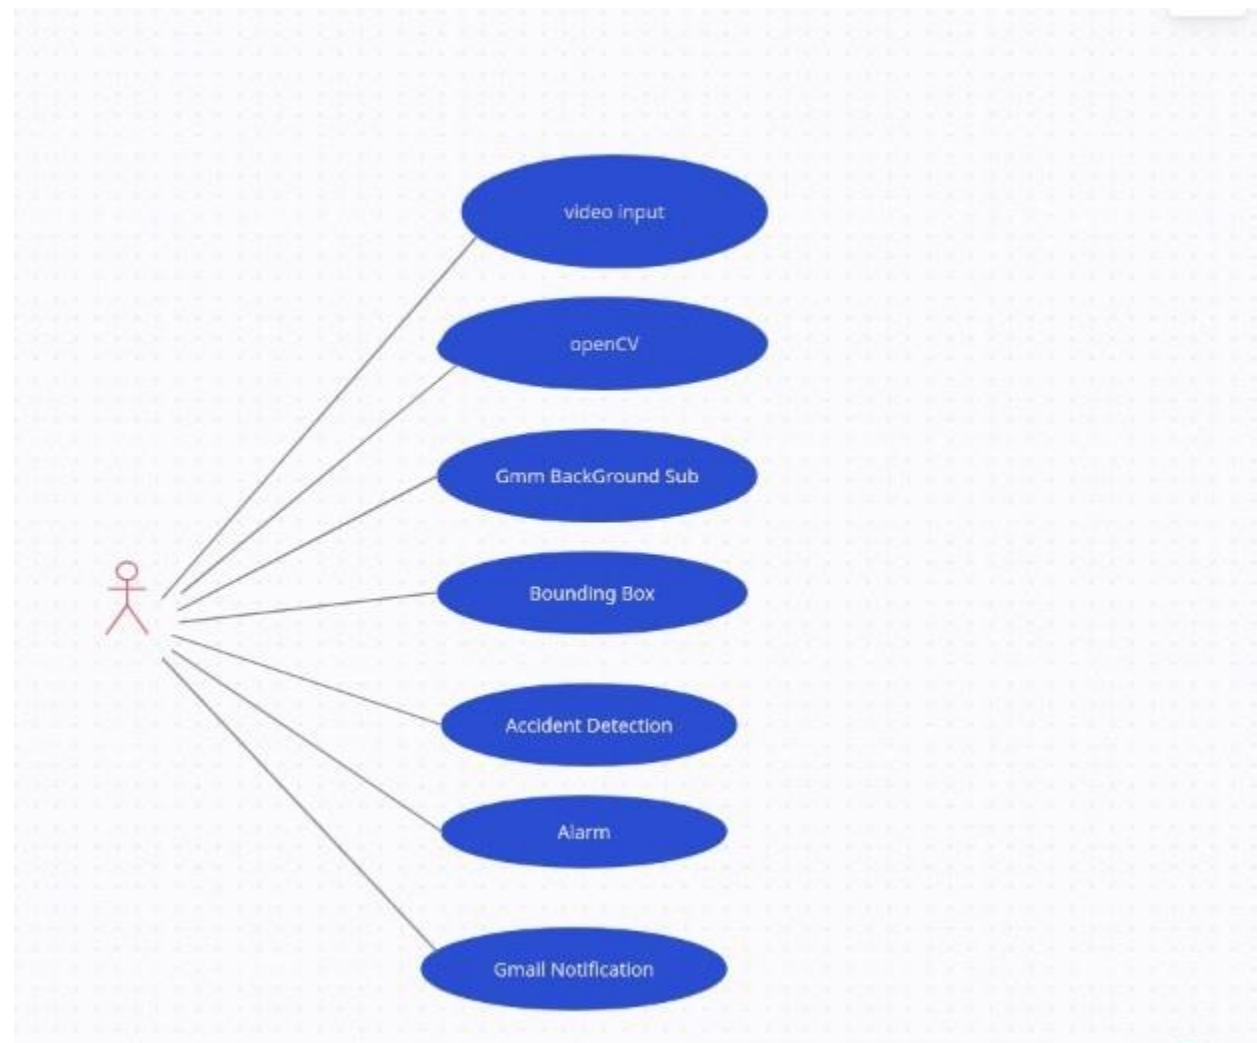 video input
openCV
Gmm BackGround Sub
Bounding Box
Accident Detection
Alarm
Gmail Notification